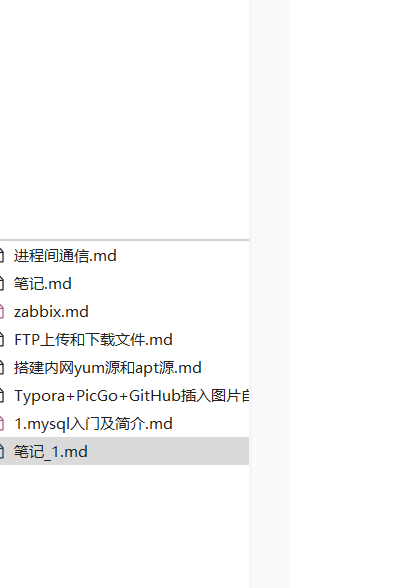 进程间通信.md
笔记.md
zabbix.md
FTP上传和下载文件.md
搭建内网yum源和apt源.md
Typora+PicGo+GitHub插入图片自
1.mysql入门及简介.md
笔记_1.md